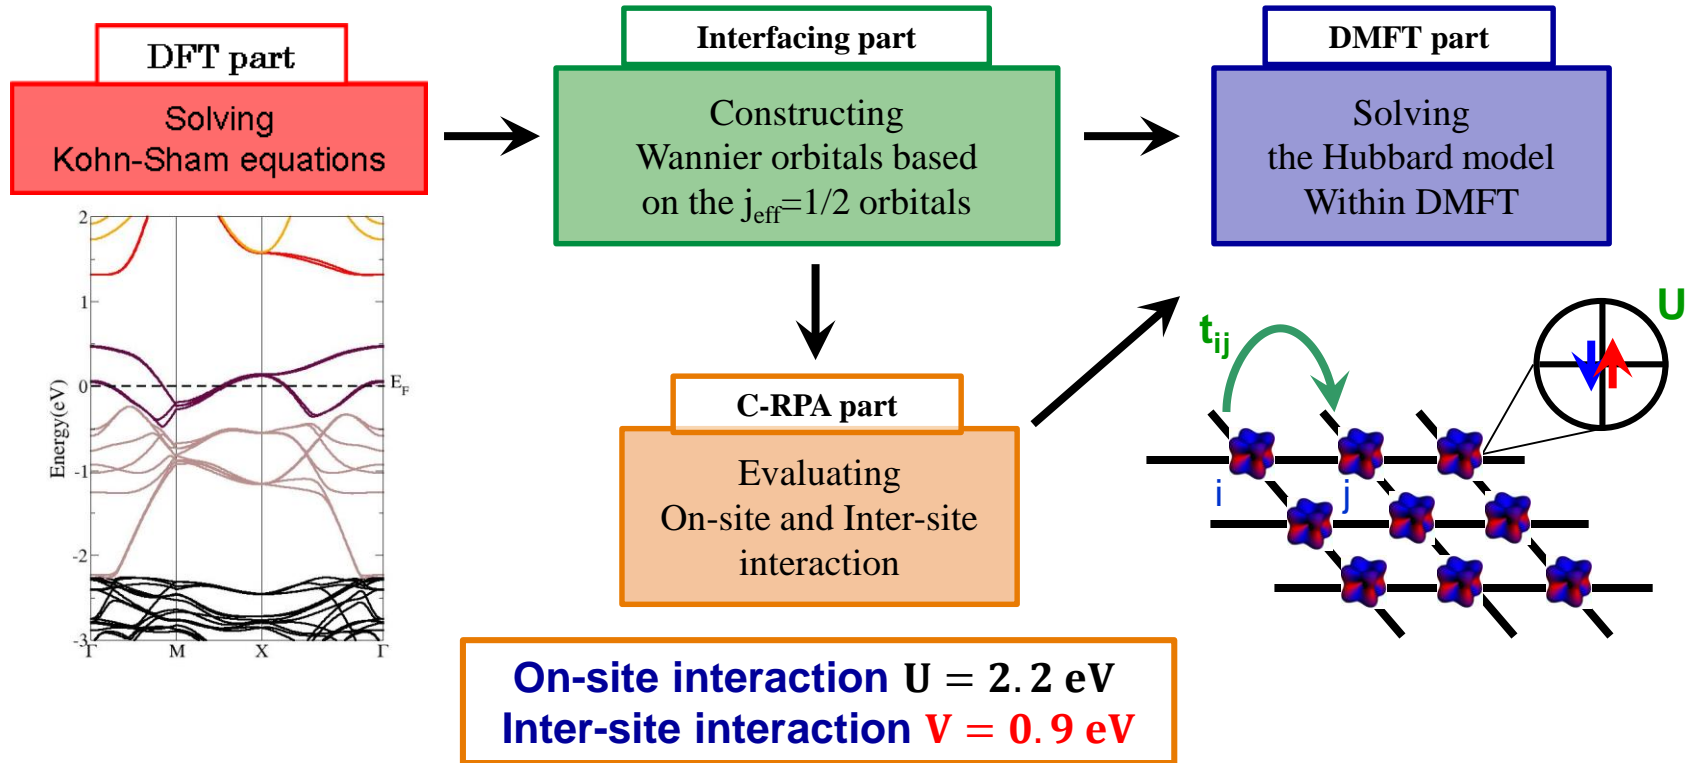 DFT part
Solving
Kohn-Sham equations
Interfacing part
Constructing
Wannier orbitals based
on the jeff=1/2 orbitals
DMFT part
Solving
the Hubbard model
Within DMFT
C-RPA part
Evaluating
On-site and Inter-site
interaction
Energy(eV)
2
1
0
-1
-2
-3
Γ M X Γ
EF
tij
U
i
j
On-site interaction U = 2.2 eV
Inter-site interaction V = 0.9 eV